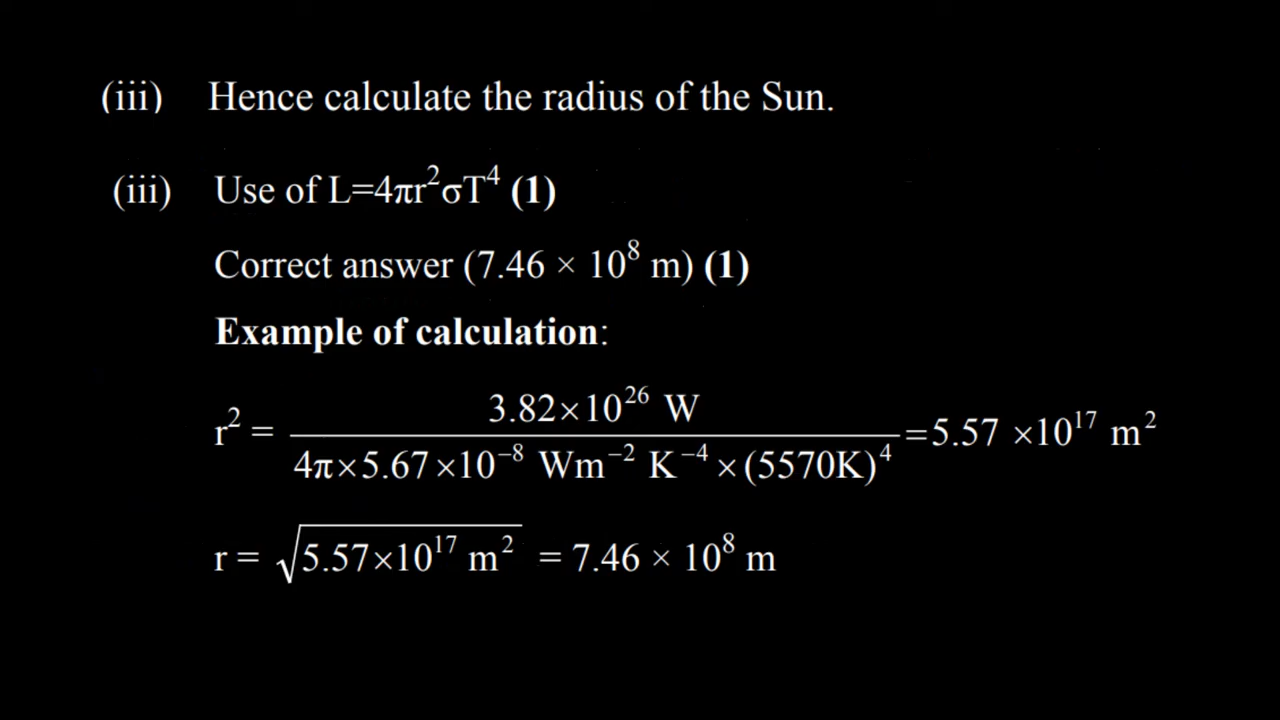 (iii) Hence calculate the radius of the Sun.
(iii) Use of L=4πr²σT⁴ (1)
Correct answer (7.46 × 10⁸ m) (1)
Example of calculation:
r² = 3.82×10²⁶ W / 4π×5.67×10⁻⁸ Wm⁻² K⁻⁴ ×(5570K)⁴ =5.57 ×10¹⁷ m²
r = √5.57×10¹⁷ m² = 7.46 × 10⁸ m